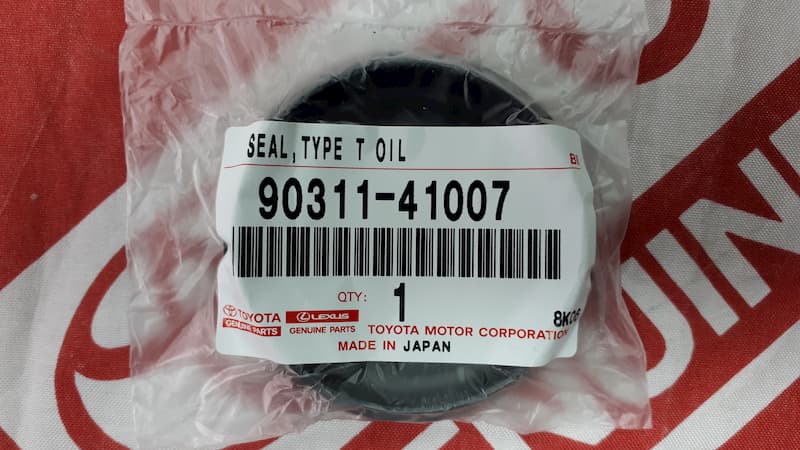 SEAL, TYPE T OIL
90311-41007
QTY: 1
TOYOTA
GENUINE PARTS
LEXUS
GENUINE PARTS
TOYOTA MOTOR CORPORATION
MADE IN JAPAN